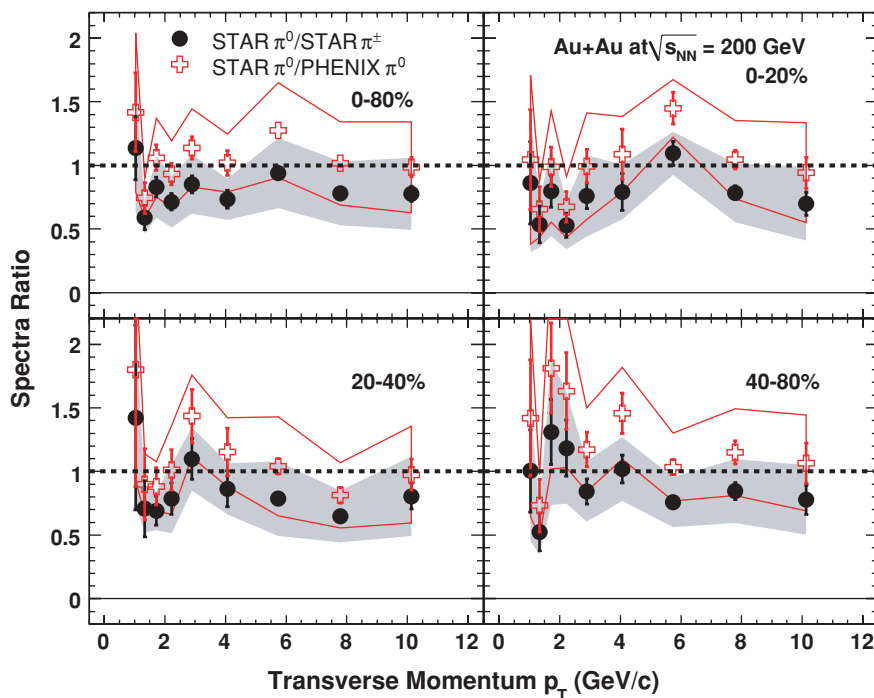 STAR π⁰/STAR π±
STAR π⁰/PHENIX π⁰
0-80%
Au+Au at √sNN = 200 GeV
0-20%
20-40%
40-80%
2
1.5
1
0.5
0
2
1.5
1
0.5
0
0 2 4 6 8 10 12
0 2 4 6 8 10 12
Spectra Ratio
Transverse Momentum pT (GeV/c)